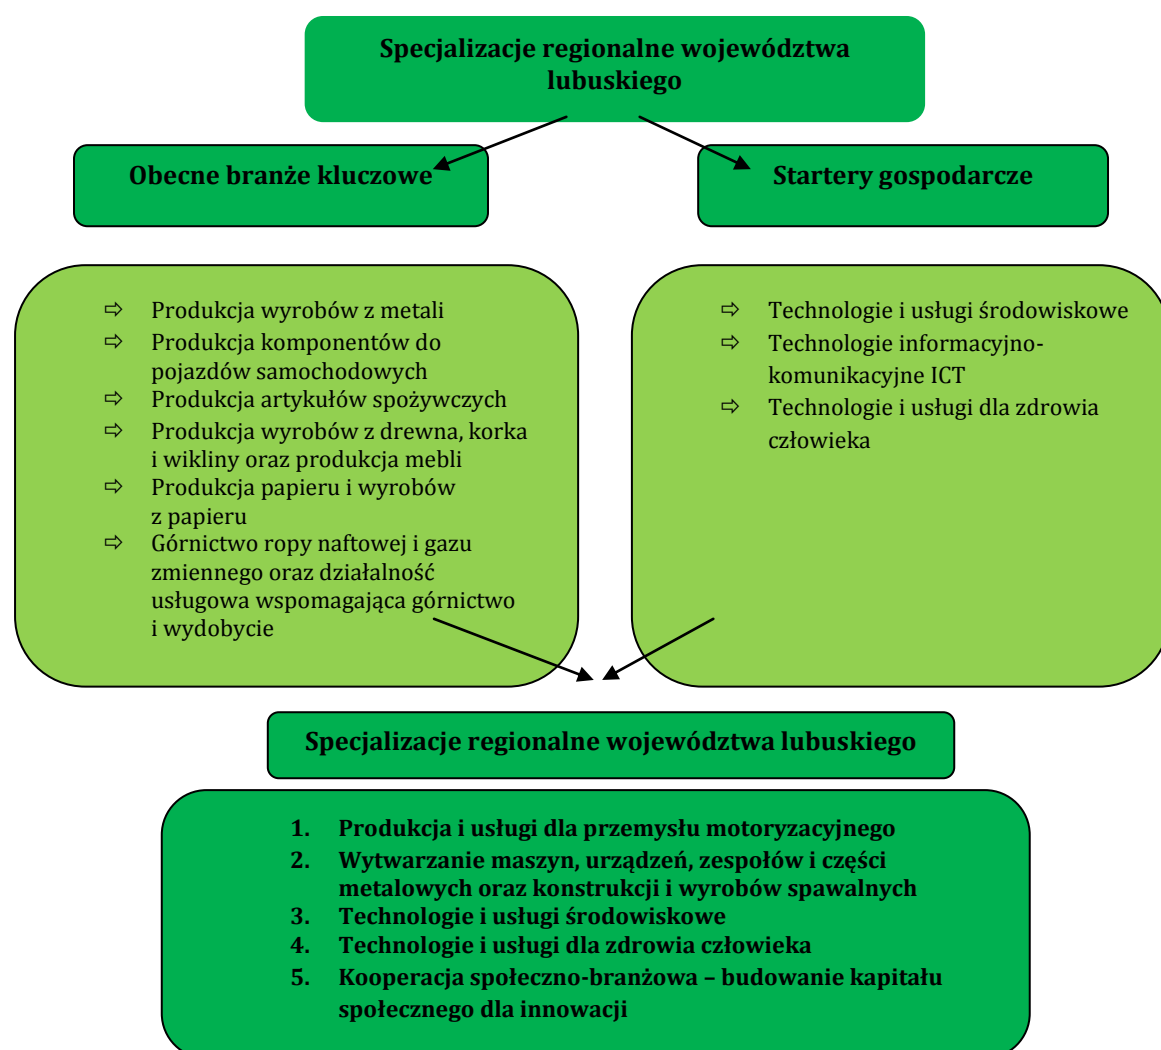 Specjalizacje regionalne województwa
lubuskiego
Obecne branże kluczowe
Startery gospodarcze
⇨ Produkcja wyrobów z metali
⇨ Produkcja komponentów do
pojazdów samochodowych
⇨ Produkcja artykułów spożywczych
⇨ Produkcja wyrobów z drewna, korka
i wikliny oraz produkcja mebli
⇨ Produkcja papieru i wyrobów
z papieru
⇨ Górnictwo ropy naftowej i gazu
zmiennego oraz działalność
usługowa wspomagająca górnictwo
i wydobycie
⇨ Technologie i usługi środowiskowe
⇨ Technologie informacyjno-
komunikacyjne ICT
⇨ Technologie i usługi dla zdrowia
człowieka
Specjalizacje regionalne województwa lubuskiego
1. Produkcja i usługi dla przemysłu motoryzacyjnego
2. Wytwarzanie maszyn, urządzeń, zespołów i części
metalowych oraz konstrukcji i wyrobów spawalnych
3. Technologie i usługi środowiskowe
4. Technologie i usługi dla zdrowia człowieka
5. Kooperacja społeczno-branżowa – budowanie kapitału
społecznego dla innowacji